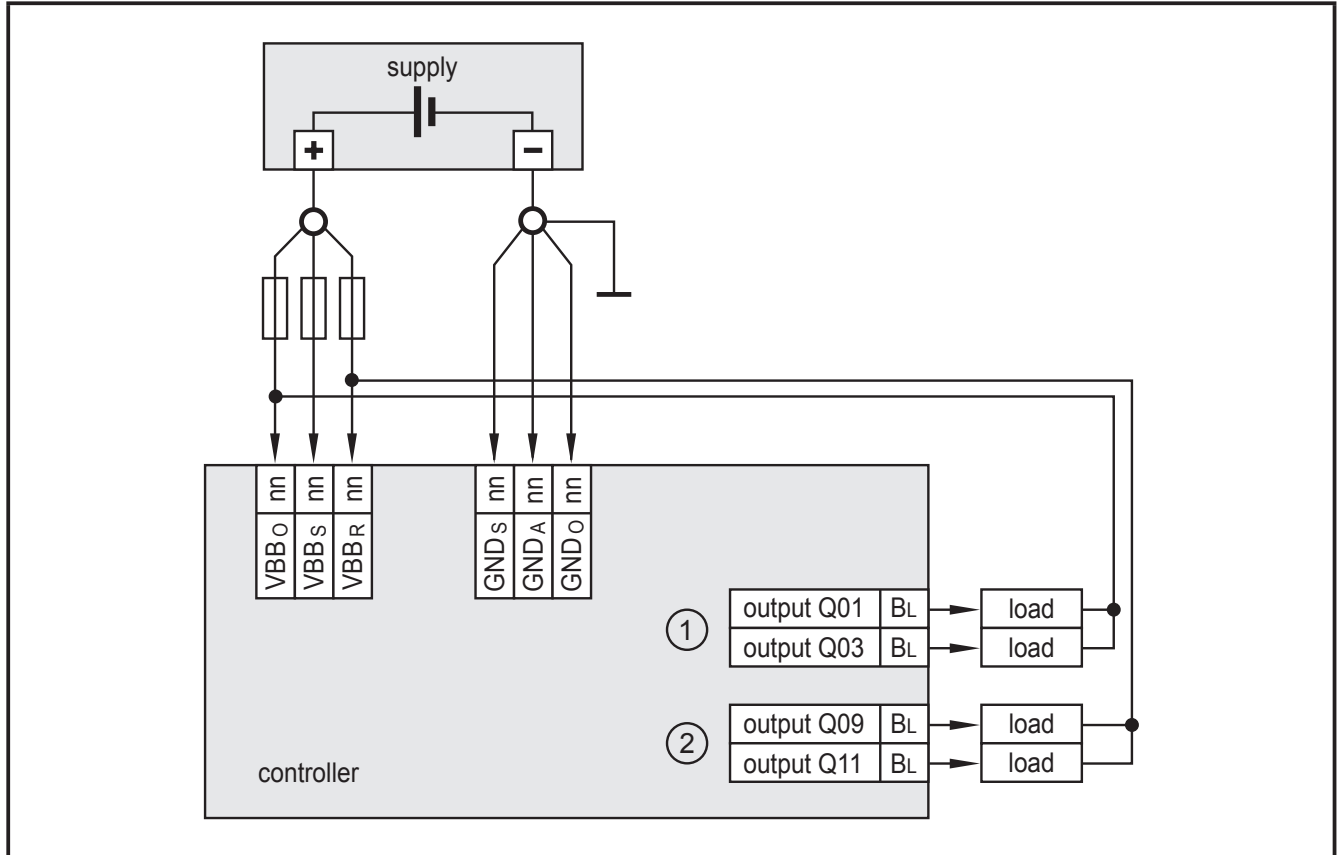 supply
+ −
nn nn nn nn nn nn
VBBO VBBS VBBR GNDS GNDA GNDO
1
output Q01 BL load
output Q03 BL load
2
output Q09 BL load
output Q11 BL load
controller